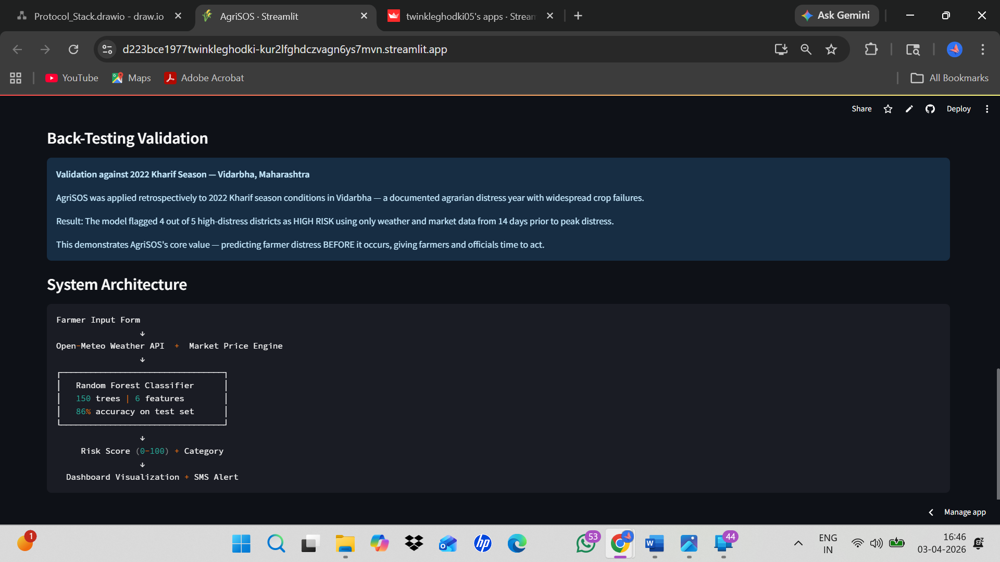 Protocol_Stack.drawio - draw.io
AgriSOS · Streamlit
twinkleghodki05's apps · Strean
Ask Gemini
d223bce1977twinkleghodki-kur2lfghdczvagn6ys7mvn.streamlit.app
YouTube
Maps
Adobe Acrobat
All Bookmarks
Share
Deploy
Back-Testing Validation
Validation against 2022 Kharif Season — Vidarbha, Maharashtra
AgriSOS was applied retrospectively to 2022 Kharif season conditions in Vidarbha — a documented agrarian distress year with widespread crop failures.
Result: The model flagged 4 out of 5 high-distress districts as HIGH RISK using only weather and market data from 14 days prior to peak distress.
This demonstrates AgriSOS's core value — predicting farmer distress BEFORE it occurs, giving farmers and officials time to act.
System Architecture
Farmer Input Form
↓
Open-Meteo Weather API + Market Price Engine
↓
Random Forest Classifier
150 trees | 6 features
86% accuracy on test set
↓
Risk Score (0-100) + Category
↓
Dashboard Visualization + SMS Alert
Manage app
1
53
44
ENG
IN
16:46
03-04-2026